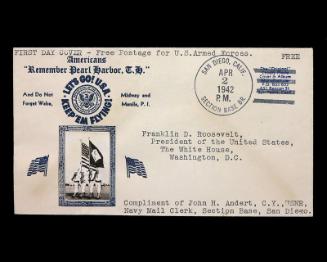 FIRST DAY COVER - Free Postage for U.S. Armed Forces.
FREE
Americans
"Remember Pearl Harbor, T.H."
LET'S GO! U.S.A.
KEEP'EM FLYING!
And Do Not
Forget Wake,
Midway and
Manila, P. I.
SAN DIEGO, CALIF.
APR
2
1942
P.M.
SECTION BASE BR.
Franklin D. Roosevelt,
President of the United States,
The White House,
Washington, D.C.
Compliment of John H. Andert, C.Y., USNR,
Navy Mail Clerk, Section Base, San Diego.